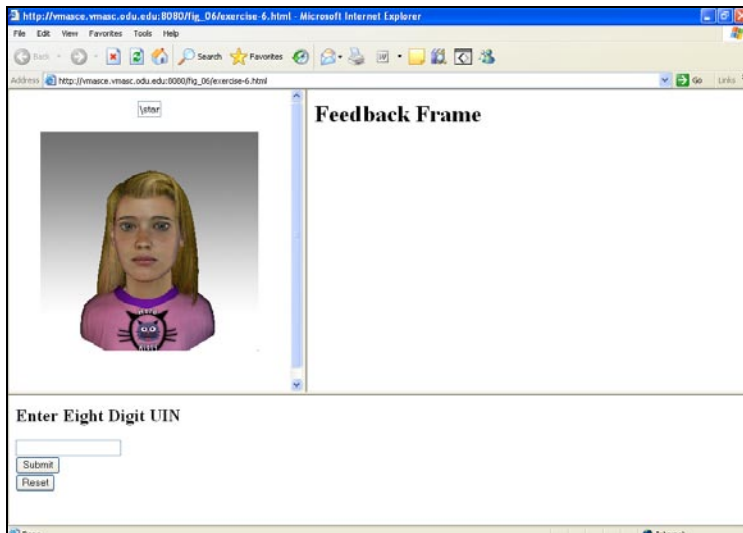 http://vmasce.vmasc.odu.edu:8080/fig_06/exercise-6.html - Microsoft Internet Explorer
File Edit View Favorites Tools Help
Back Search Favorites
Address http://vmasce.vmasc.odu.edu:8080/fig_06/exercise-6.html Go Links
\star
Feedback Frame
Enter Eight Digit UIN
Submit
Reset